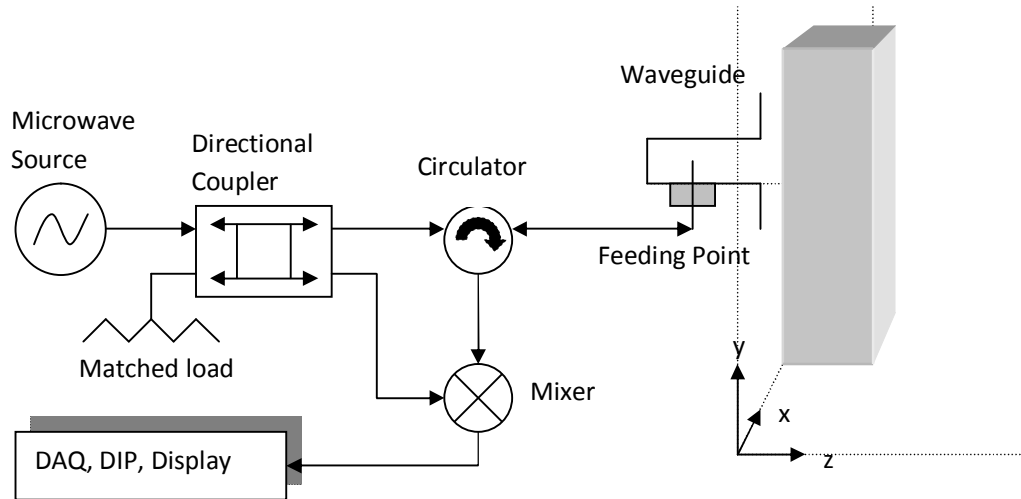 Waveguide
Microwave
Source
Directional
Coupler
Circulator
Feeding Point
Matched load
Mixer
DAQ, DIP, Display
y
x
z